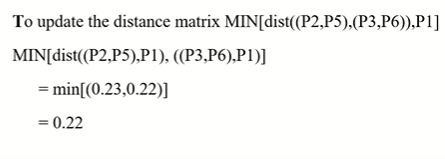 To update the distance matrix MIN[dist((P2,P5),(P3,P6)),P1]
MIN[dist((P2,P5),P1), ((P3,P6),P1)]
= min[(0.23,0.22)]
= 0.22